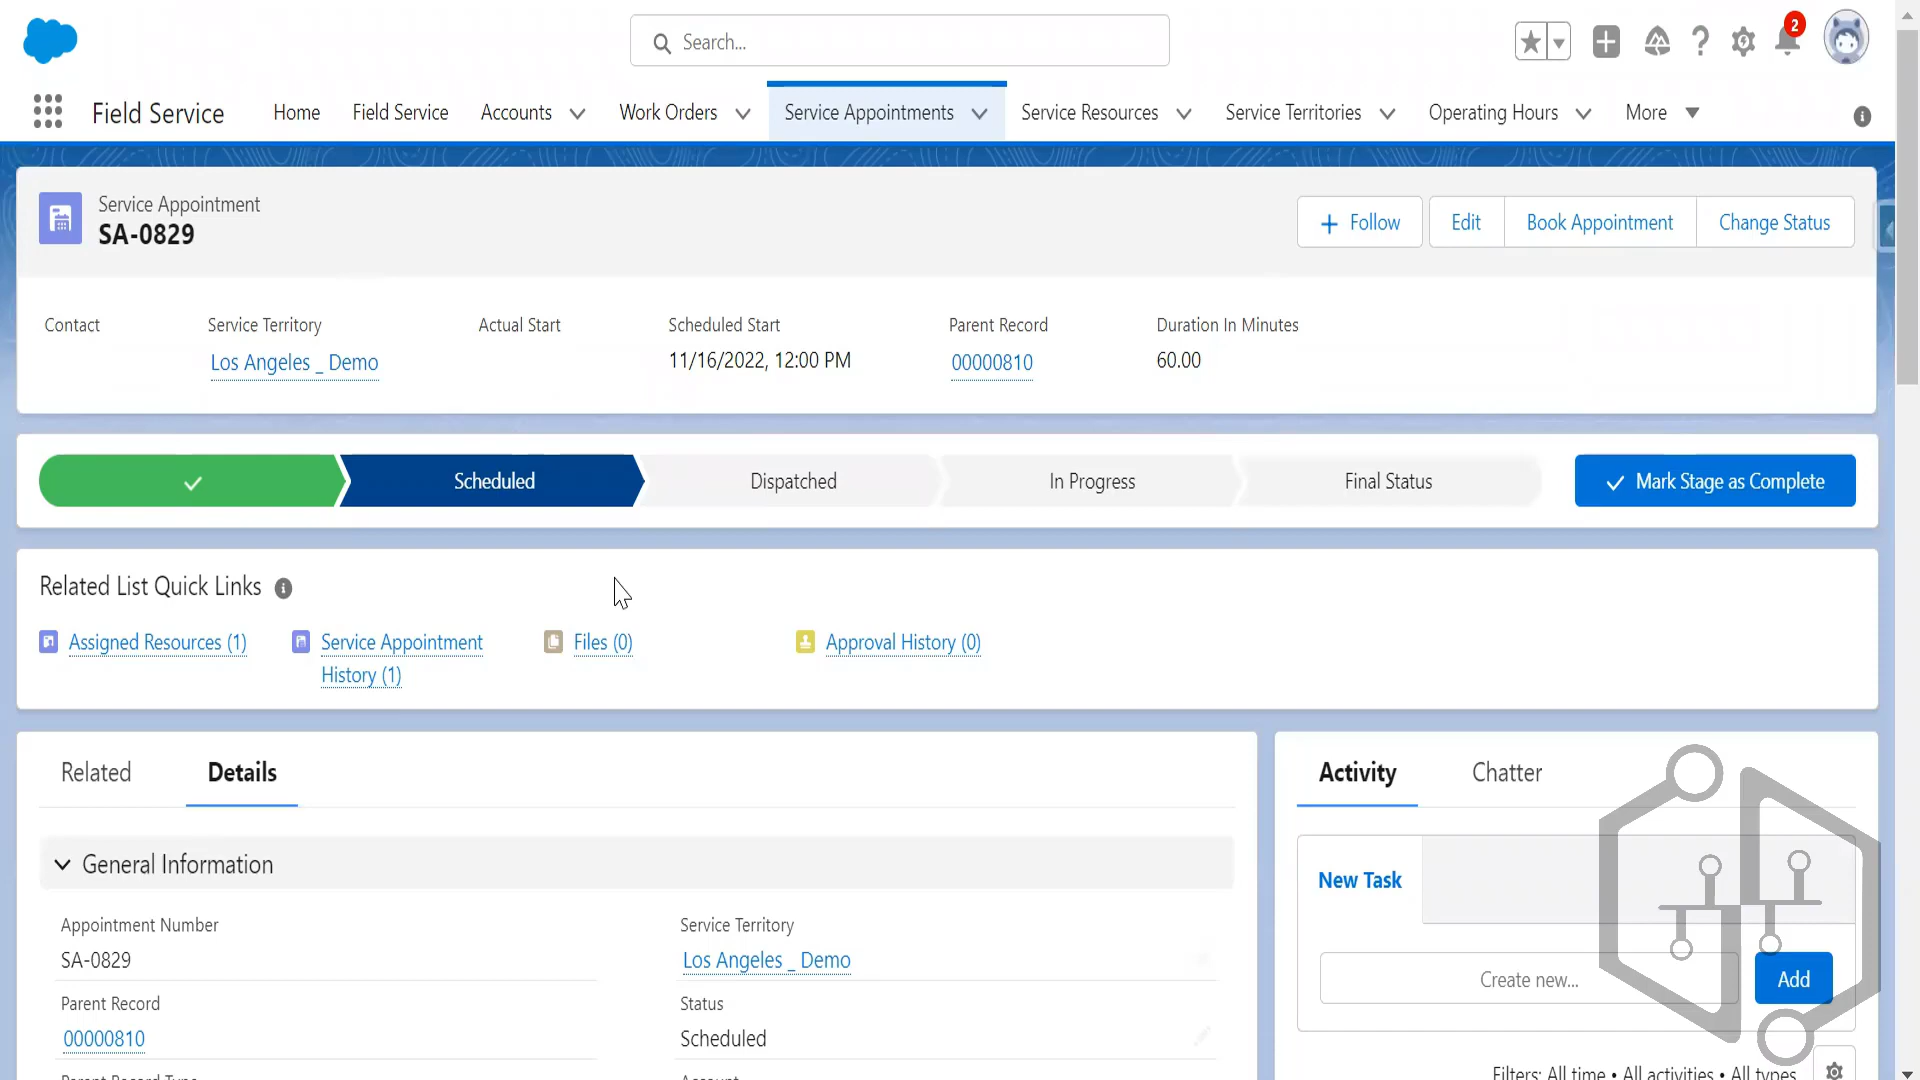 Search...
2
Field Service
Home
Field Service
Accounts
Work Orders
Service Appointments
Service Resources
Service Territories
Operating Hours
More
Service Appointment
SA-0829
Follow
Edit
Book Appointment
Change Status
Contact
Service Territory
Actual Start
Scheduled Start
Parent Record
Duration In Minutes
Los Angeles _ Demo
11/16/2022, 12:00 PM
00000810
60.00
Scheduled
Dispatched
In Progress
Final Status
Mark Stage as Complete
Related List Quick Links
Assigned Resources (1)
Service Appointment
History (1)
Files (0)
Approval History (0)
Related
Details
General Information
Appointment Number
SA-0829
Service Territory
Los Angeles _ Demo
Parent Record
00000810
Status
Scheduled
Parent Record Type
Account
Activity
Chatter
New Task
Create new...
Add
Filters: All time • All activities • All types